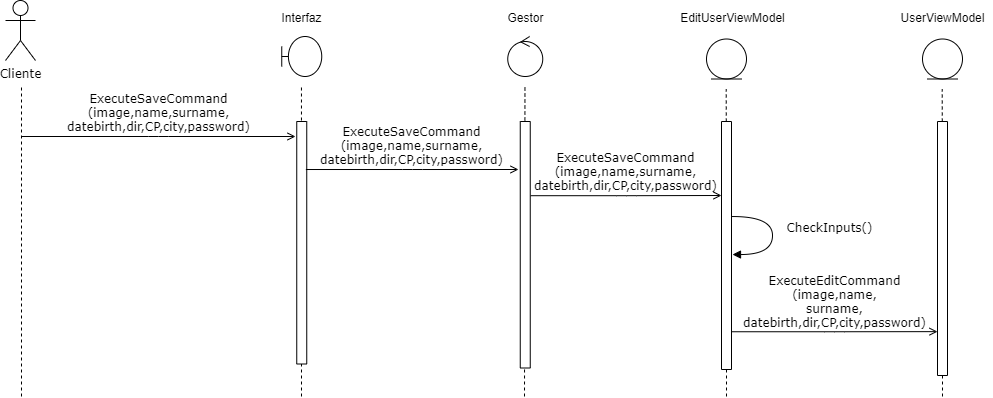 Interfaz
Gestor
EditUserViewModel
UserViewModel
Cliente
ExecuteSaveCommand
(image,name,surname,
datebirth,dir,CP,city,password)
ExecuteSaveCommand
(image,name,surname,
datebirth,dir,CP,city,password)
ExecuteSaveCommand
(image,name,surname,
datebirth,dir,CP,city,password)
CheckInputs()
ExecuteEditCommand
(image,name,
surname,
datebirth,dir,CP,city,password)